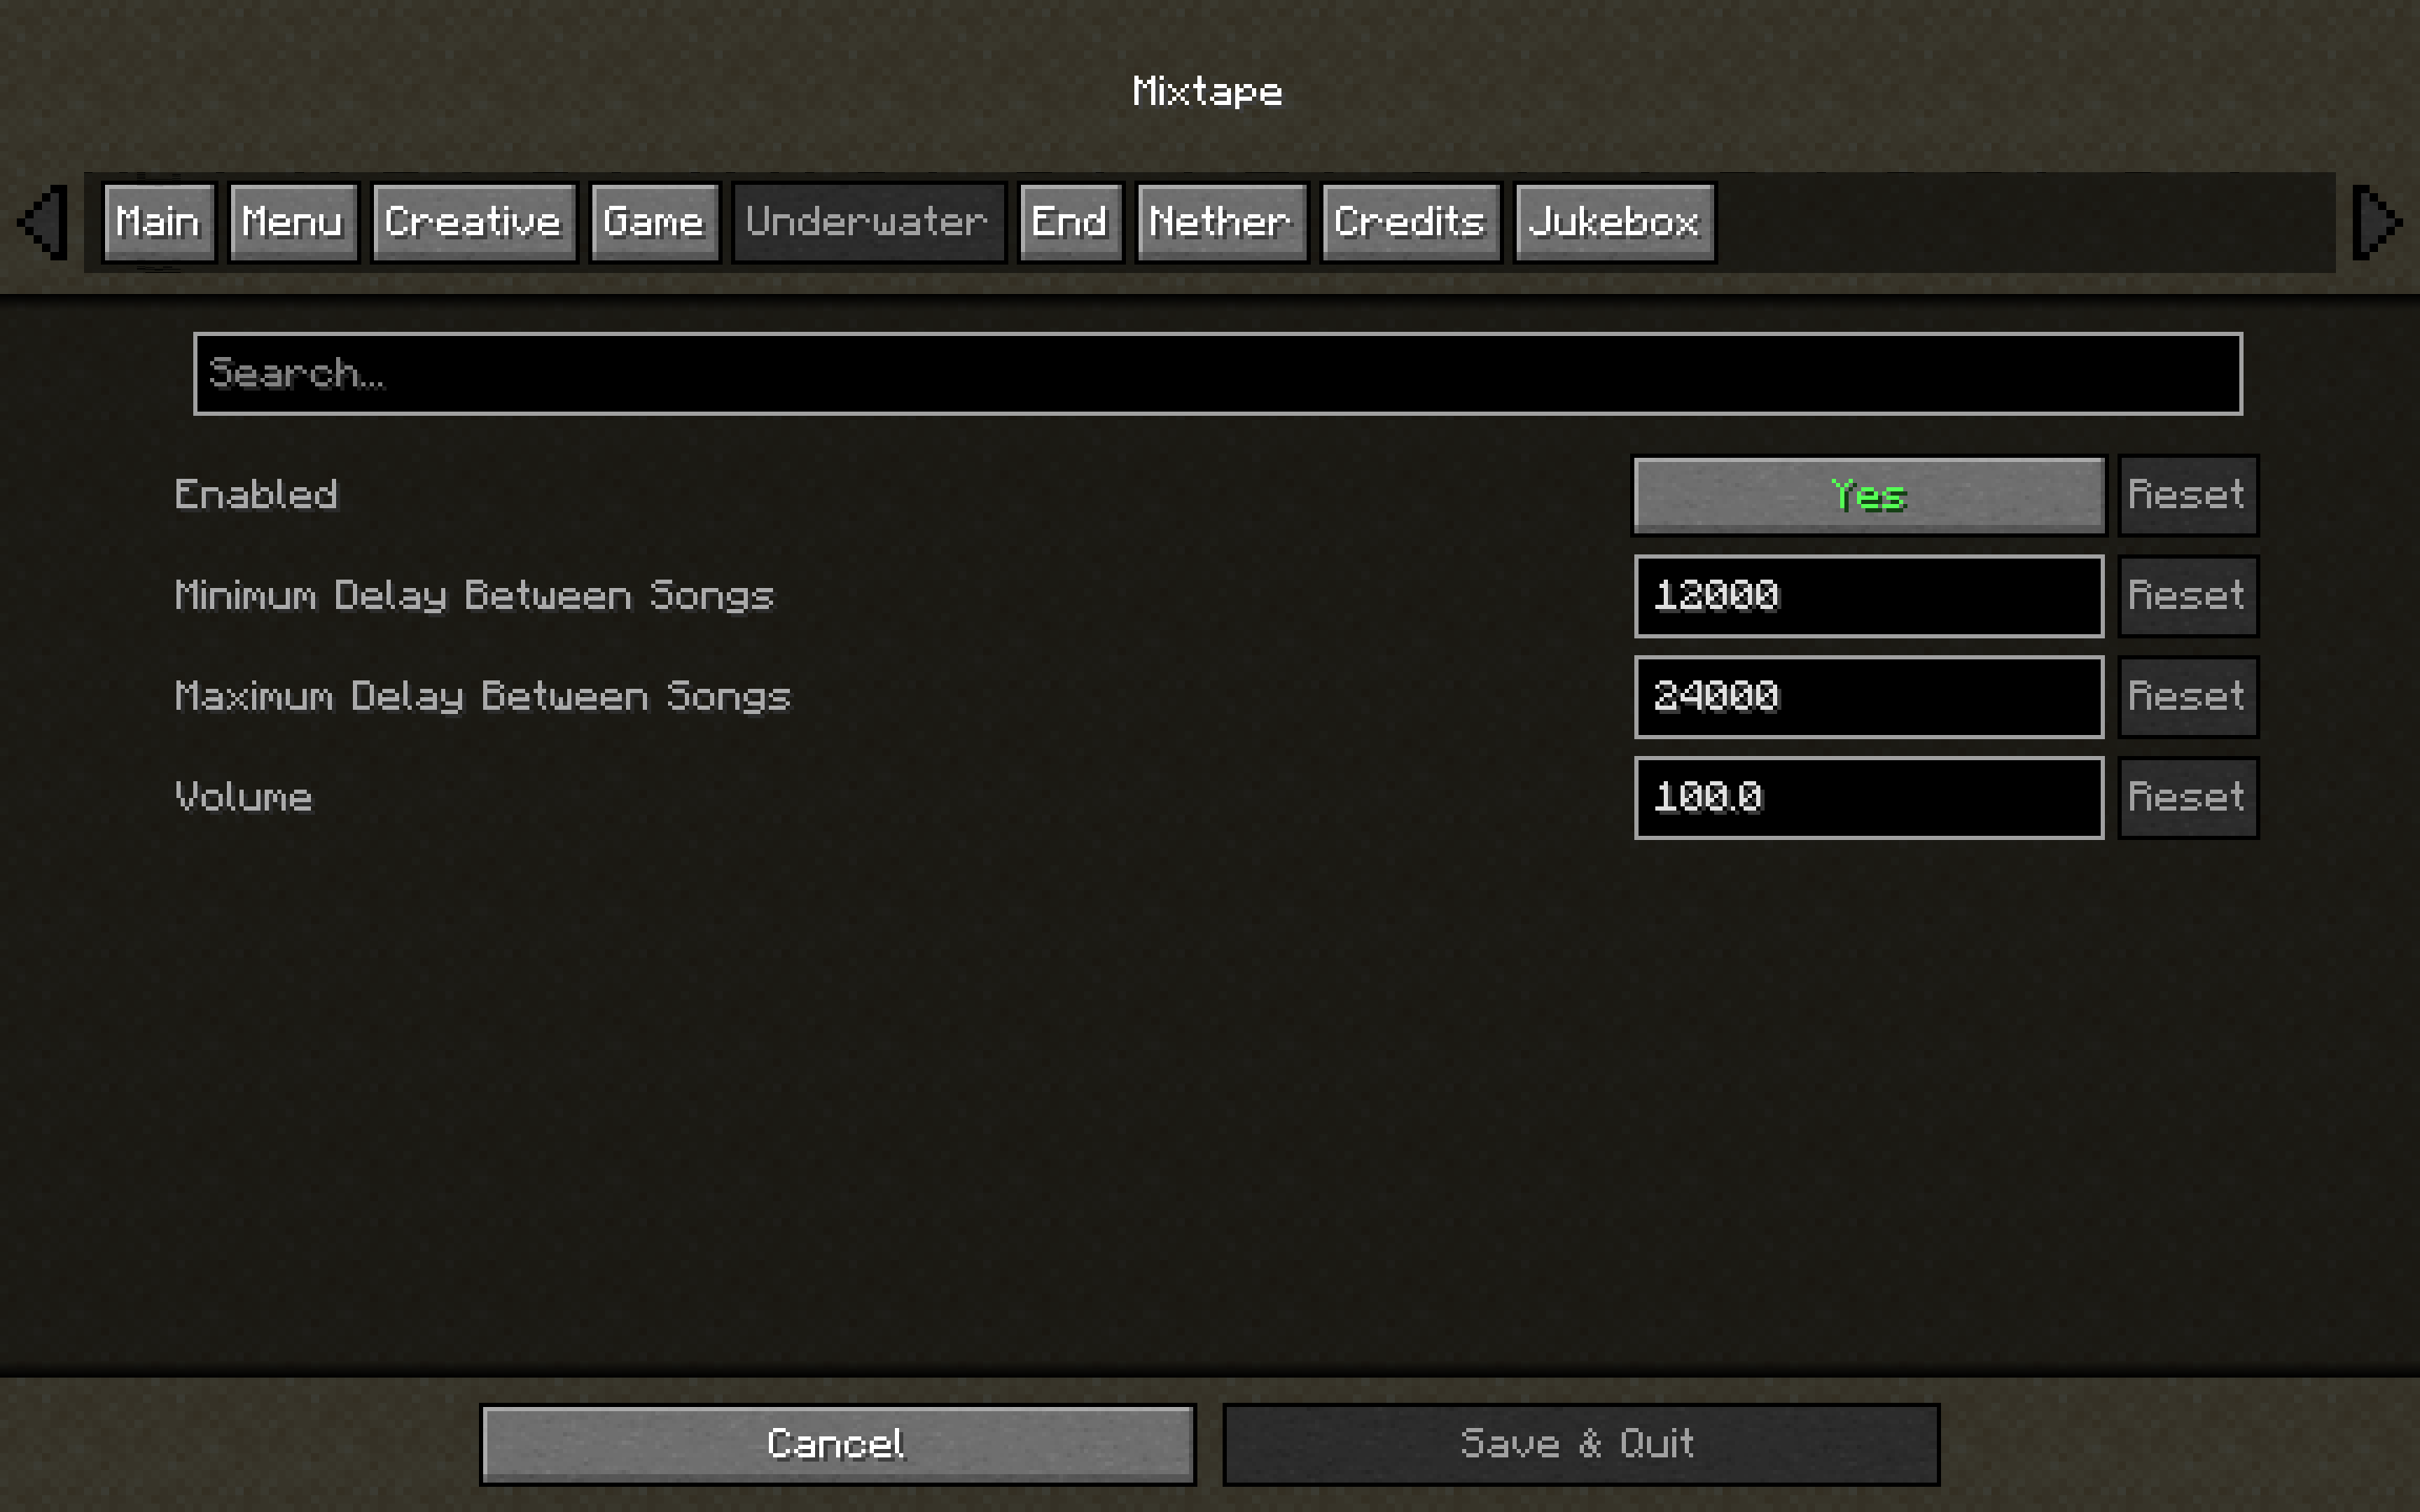 Mixtape
Main Menu Creative Game Underwater End Nether Credits Jukebox
Search...
Enabled Yes Reset
Minimum Delay Between Songs 12000 Reset
Maximum Delay Between Songs 24000 Reset
Volume 100.0 Reset
Cancel Save & Quit